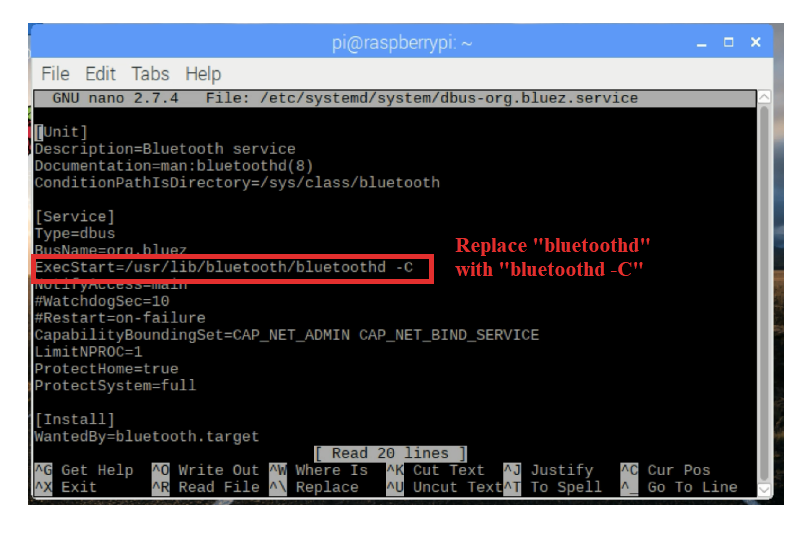 pi@raspberrypi: ~
File Edit Tabs Help
GNU nano 2.7.4 File: /etc/systemd/system/dbus-org.bluez.service
[Unit]
Description=Bluetooth service
Documentation=man:bluetoothd(8)
ConditionPathIsDirectory=/sys/class/bluetooth
[Service]
Type=dbus
BusName=org.bluez
ExecStart=/usr/lib/bluetooth/bluetoothd -C
NotifyAccess=main
#WatchdogSec=10
#Restart=on-failure
CapabilityBoundingSet=CAP_NET_ADMIN CAP_NET_BIND_SERVICE
LimitNPROC=1
ProtectHome=true
ProtectSystem=full
[Install]
WantedBy=bluetooth.target
Replace "bluetoothd"
with "bluetoothd -C"
[ Read 20 lines ]
^G Get Help ^O Write Out ^W Where Is ^K Cut Text ^J Justify ^C Cur Pos
^X Exit ^R Read File ^\ Replace ^U Uncut Text ^T To Spell ^_ Go To Line